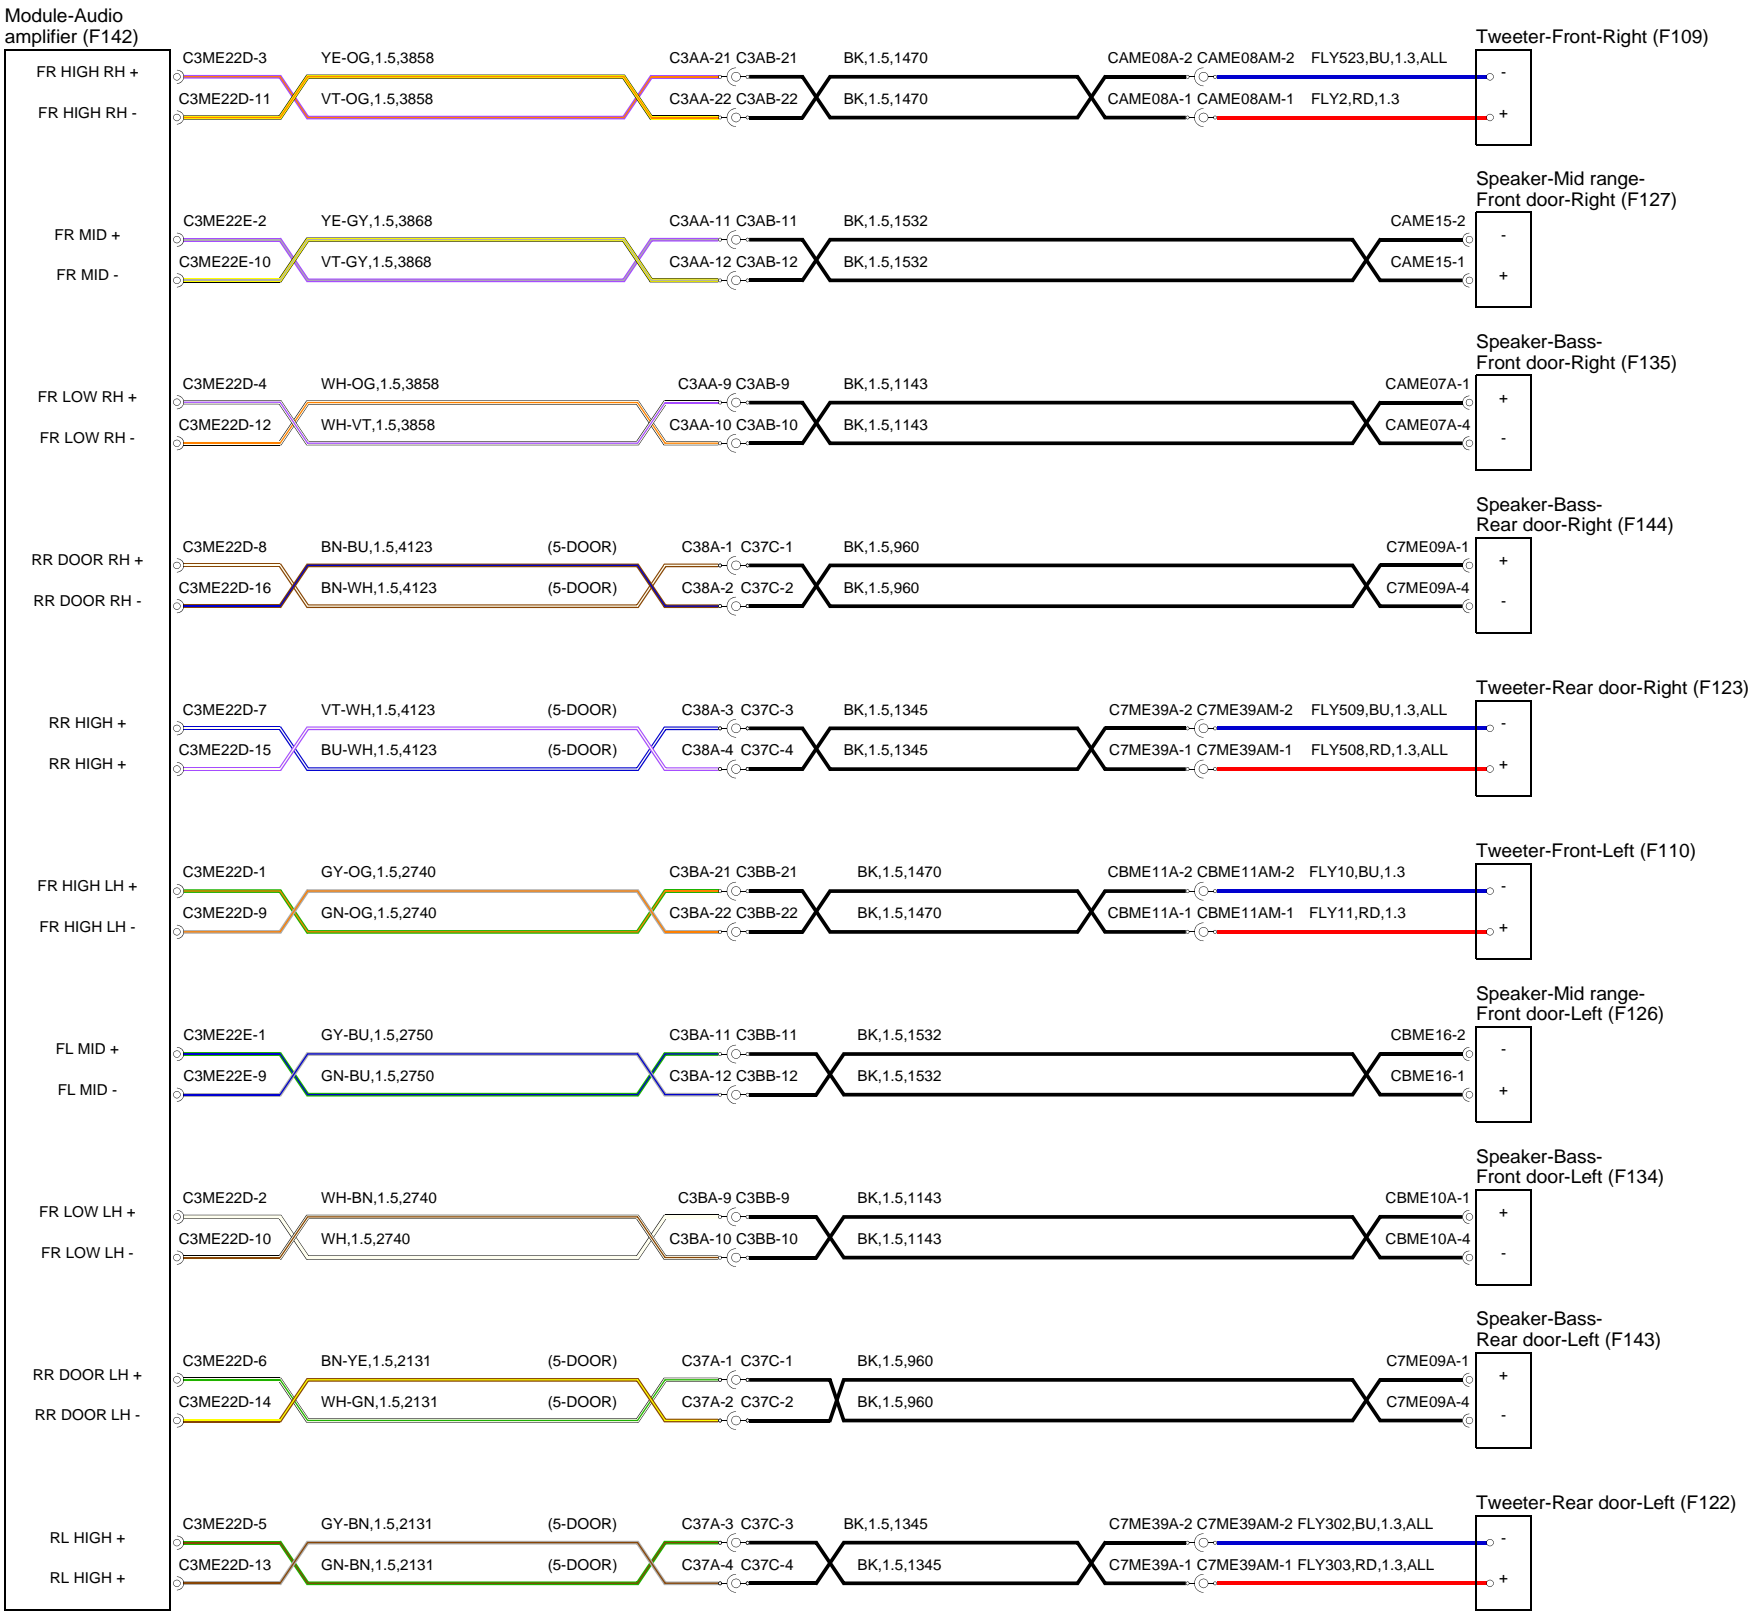 Module-Audio
amplifier (F142)
Tweeter-Front-Right (F109)
C3ME22D-3 YE-OG,1.5,3858 C3AA-21 C3AB-21 BK,1.5,1470 CAME08A-2 CAME08AM-2 FLY523,BU,1.3,ALL
FR HIGH RH + -
C3ME22D-11 VT-OG,1.5,3858 C3AA-22 C3AB-22 BK,1.5,1470 CAME08A-1 CAME08AM-1 FLY2,RD,1.3
FR HIGH RH - +
Speaker-Mid range-
Front door-Right (F127)
C3ME22E-2 YE-GY,1.5,3868 C3AA-11 C3AB-11 BK,1.5,1532 CAME15-2
FR MID + -
C3ME22E-10 VT-GY,1.5,3868 C3AA-12 C3AB-12 BK,1.5,1532 CAME15-1
FR MID - +
Speaker-Bass-
Front door-Right (F135)
C3ME22D-4 WH-OG,1.5,3858 C3AA-9 C3AB-9 BK,1.5,1143 CAME07A-1
FR LOW RH + +
C3ME22D-12 WH-VT,1.5,3858 C3AA-10 C3AB-10 BK,1.5,1143 CAME07A-4
FR LOW RH - -
Speaker-Bass-
Rear door-Right (F144)
C3ME22D-8 BN-BU,1.5,4123 (5-DOOR) C38A-1 C37C-1 BK,1.5,960 C7ME09A-1
RR DOOR RH + +
C3ME22D-16 BN-WH,1.5,4123 (5-DOOR) C38A-2 C37C-2 BK,1.5,960 C7ME09A-4
RR DOOR RH - -
Tweeter-Rear door-Right (F123)
C3ME22D-7 VT-WH,1.5,4123 (5-DOOR) C38A-3 C37C-3 BK,1.5,1345 C7ME39A-2 C7ME39AM-2 FLY509,BU,1.3,ALL
RR HIGH + -
C3ME22D-15 BU-WH,1.5,4123 (5-DOOR) C38A-4 C37C-4 BK,1.5,1345 C7ME39A-1 C7ME39AM-1 FLY508,RD,1.3,ALL
RR HIGH + +
Tweeter-Front-Left (F110)
C3ME22D-1 GY-OG,1.5,2740 C3BA-21 C3BB-21 BK,1.5,1470 CBME11A-2 CBME11AM-2 FLY10,BU,1.3
FR HIGH LH + -
C3ME22D-9 GN-OG,1.5,2740 C3BA-22 C3BB-22 BK,1.5,1470 CBME11A-1 CBME11AM-1 FLY11,RD,1.3
FR HIGH LH - +
Speaker-Mid range-
Front door-Left (F126)
C3ME22E-1 GY-BU,1.5,2750 C3BA-11 C3BB-11 BK,1.5,1532 CBME16-2
FL MID + -
C3ME22E-9 GN-BU,1.5,2750 C3BA-12 C3BB-12 BK,1.5,1532 CBME16-1
FL MID - +
Speaker-Bass-
Front door-Left (F134)
C3ME22D-2 WH-BN,1.5,2740 C3BA-9 C3BB-9 BK,1.5,1143 CBME10A-1
FR LOW LH + +
C3ME22D-10 WH,1.5,2740 C3BA-10 C3BB-10 BK,1.5,1143 CBME10A-4
FR LOW LH - -
Speaker-Bass-
Rear door-Left (F143)
C3ME22D-6 BN-YE,1.5,2131 (5-DOOR) C37A-1 C37C-1 BK,1.5,960 C7ME09A-1
RR DOOR LH + +
C3ME22D-14 WH-GN,1.5,2131 (5-DOOR) C37A-2 C37C-2 BK,1.5,960 C7ME09A-4
RR DOOR LH - -
Tweeter-Rear door-Left (F122)
C3ME22D-5 GY-BN,1.5,2131 (5-DOOR) C37A-3 C37C-3 BK,1.5,1345 C7ME39A-2 C7ME39AM-2 FLY302,BU,1.3,ALL
RL HIGH + -
C3ME22D-13 GN-BN,1.5,2131 (5-DOOR) C37A-4 C37C-4 BK,1.5,1345 C7ME39A-1 C7ME39AM-1 FLY303,RD,1.3,ALL
RL HIGH + +